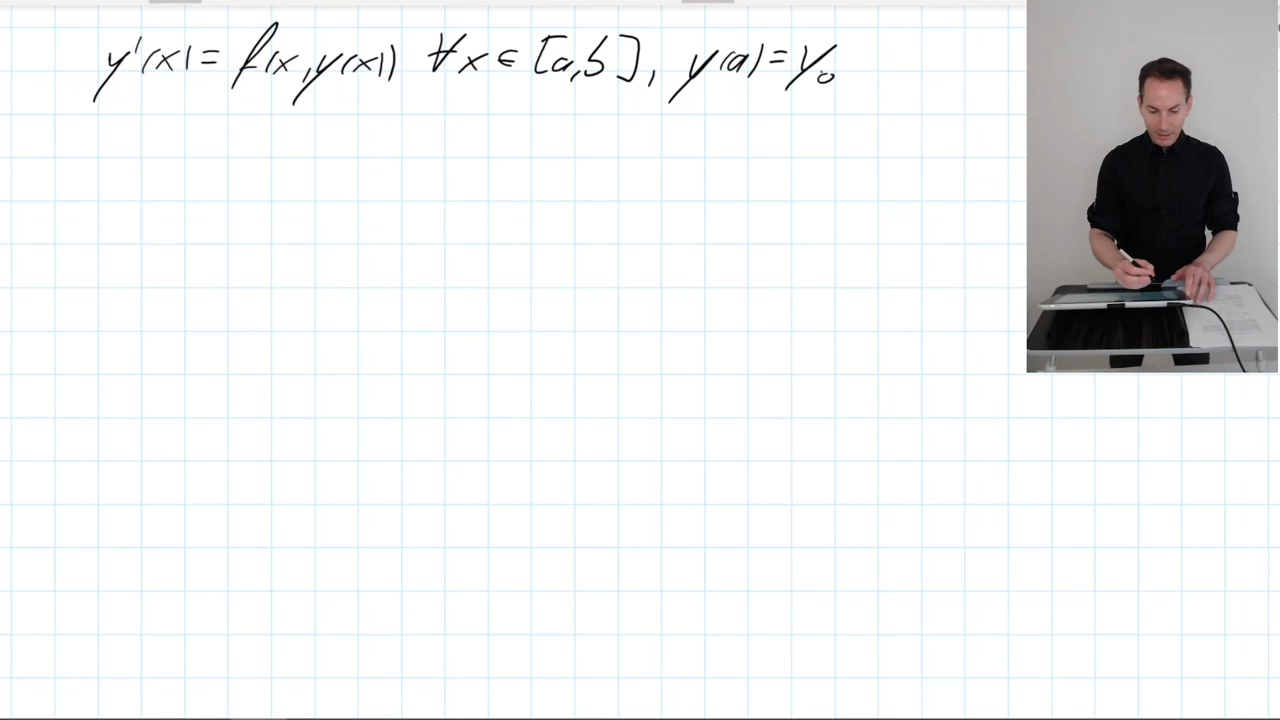 y'(x) = f(x, y(x)) ∀x ∈ [a,b], y(a) = y₀